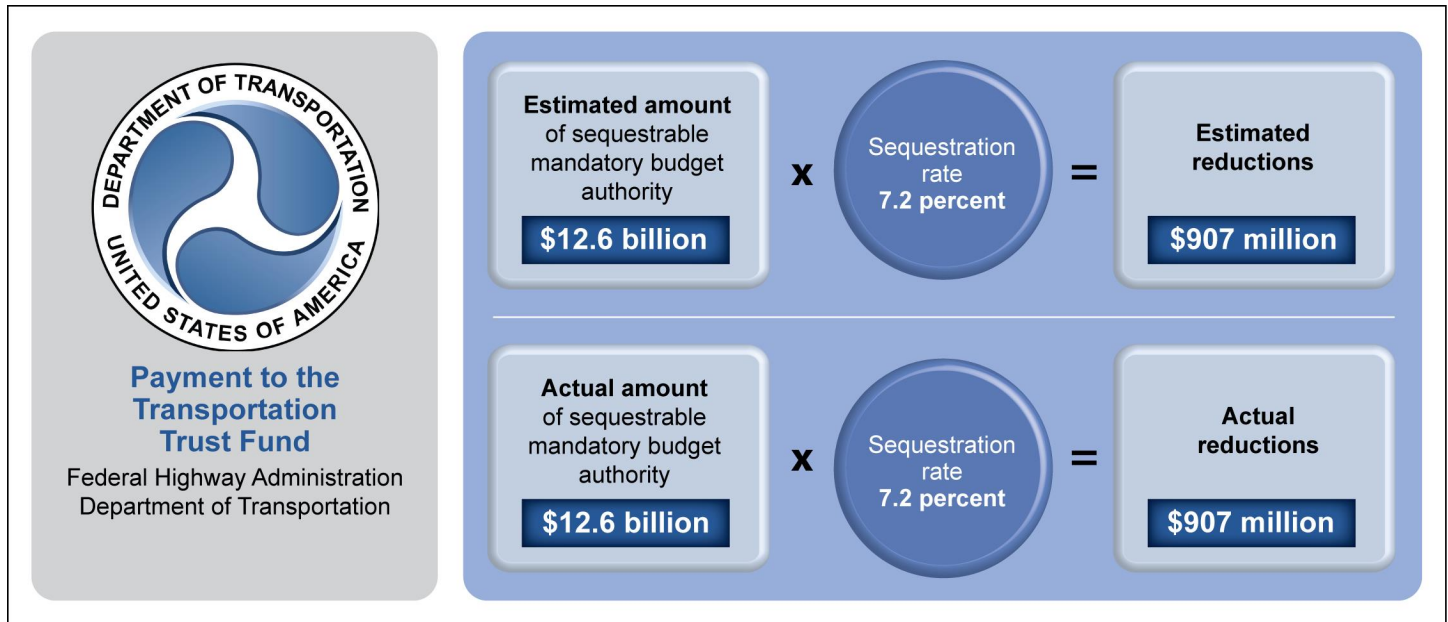 DEPARTMENT OF TRANSPORTATION
UNITED STATES OF AMERICA
Payment to the
Transportation
Trust Fund
Federal Highway Administration
Department of Transportation
Estimated amount
of sequestrable
mandatory budget
authority
$12.6 billion
x
Sequestration
rate
7.2 percent
=
Estimated
reductions
$907 million
Actual amount
of sequestrable
mandatory budget
authority
$12.6 billion
x
Sequestration
rate
7.2 percent
=
Actual
reductions
$907 million